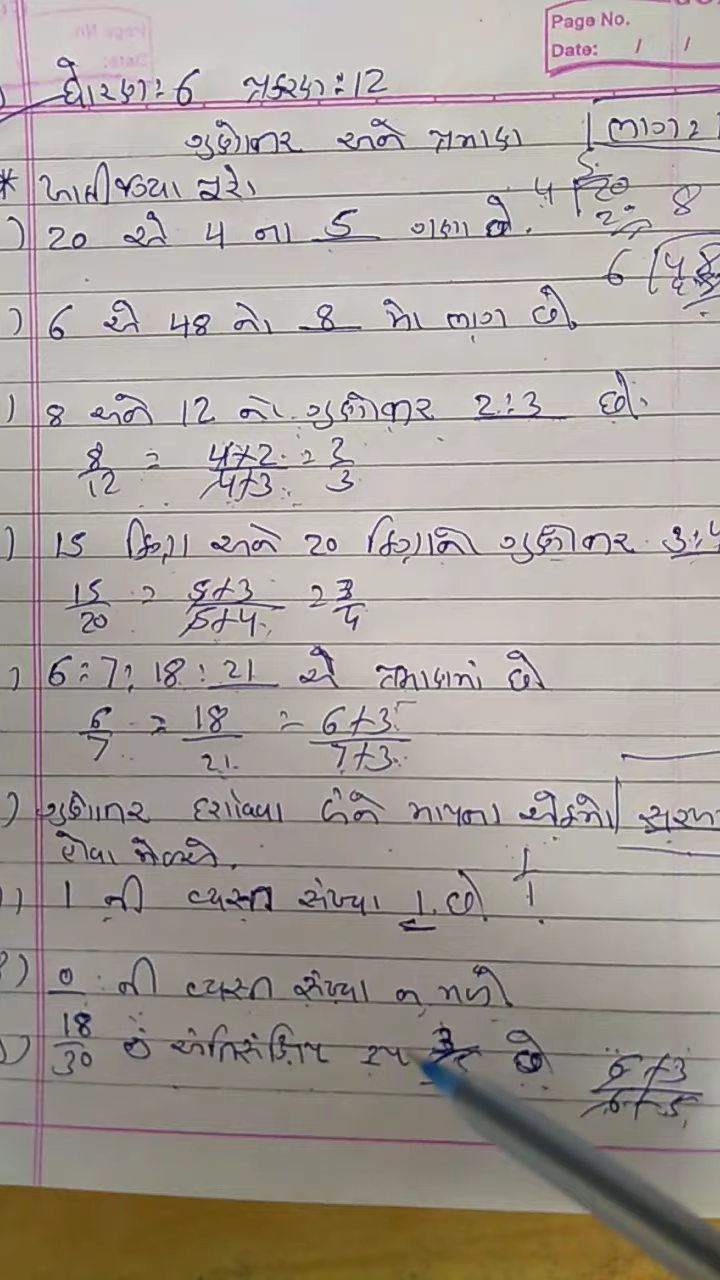 Page No.
Date: / /
ધોરણ : 6 પ્રકરણ : 12
ગુણોત્તર અને પ્રમાણ ભાગ :
* ખાલી જગ્યા પૂરો
) 20 એ 4 ના 5 ગણા છે.
) 6 એ 48 નો 8 મો ભાગ છે.
) 8 અને 12 નો ગુણોત્તર 2:3 છે.
8/12 = 4×2/4×3 = 2/3
) 15 કિગ્રા અને 20 કિગ્રાનો ગુણોત્તર 3:4
15/20 = 5×3/5×4 = 3/4
) 6:7 : 18 : 21 એ પ્રમાણમાં છે
6/7 = 18/21 = 6×3/7×3
) ગુણોત્તર દર્શાવવા બંને માપના એકમો
હોવા જોઈએ.
) 1 ની વ્યસ્ત સંખ્યા 1 છે 1/1
) 0 ની વ્યસ્ત સંખ્યા ન મળે
) 18/30 નું અતિસંક્ષિપ્ત રૂપ 3/5 છે 6×3/6×5